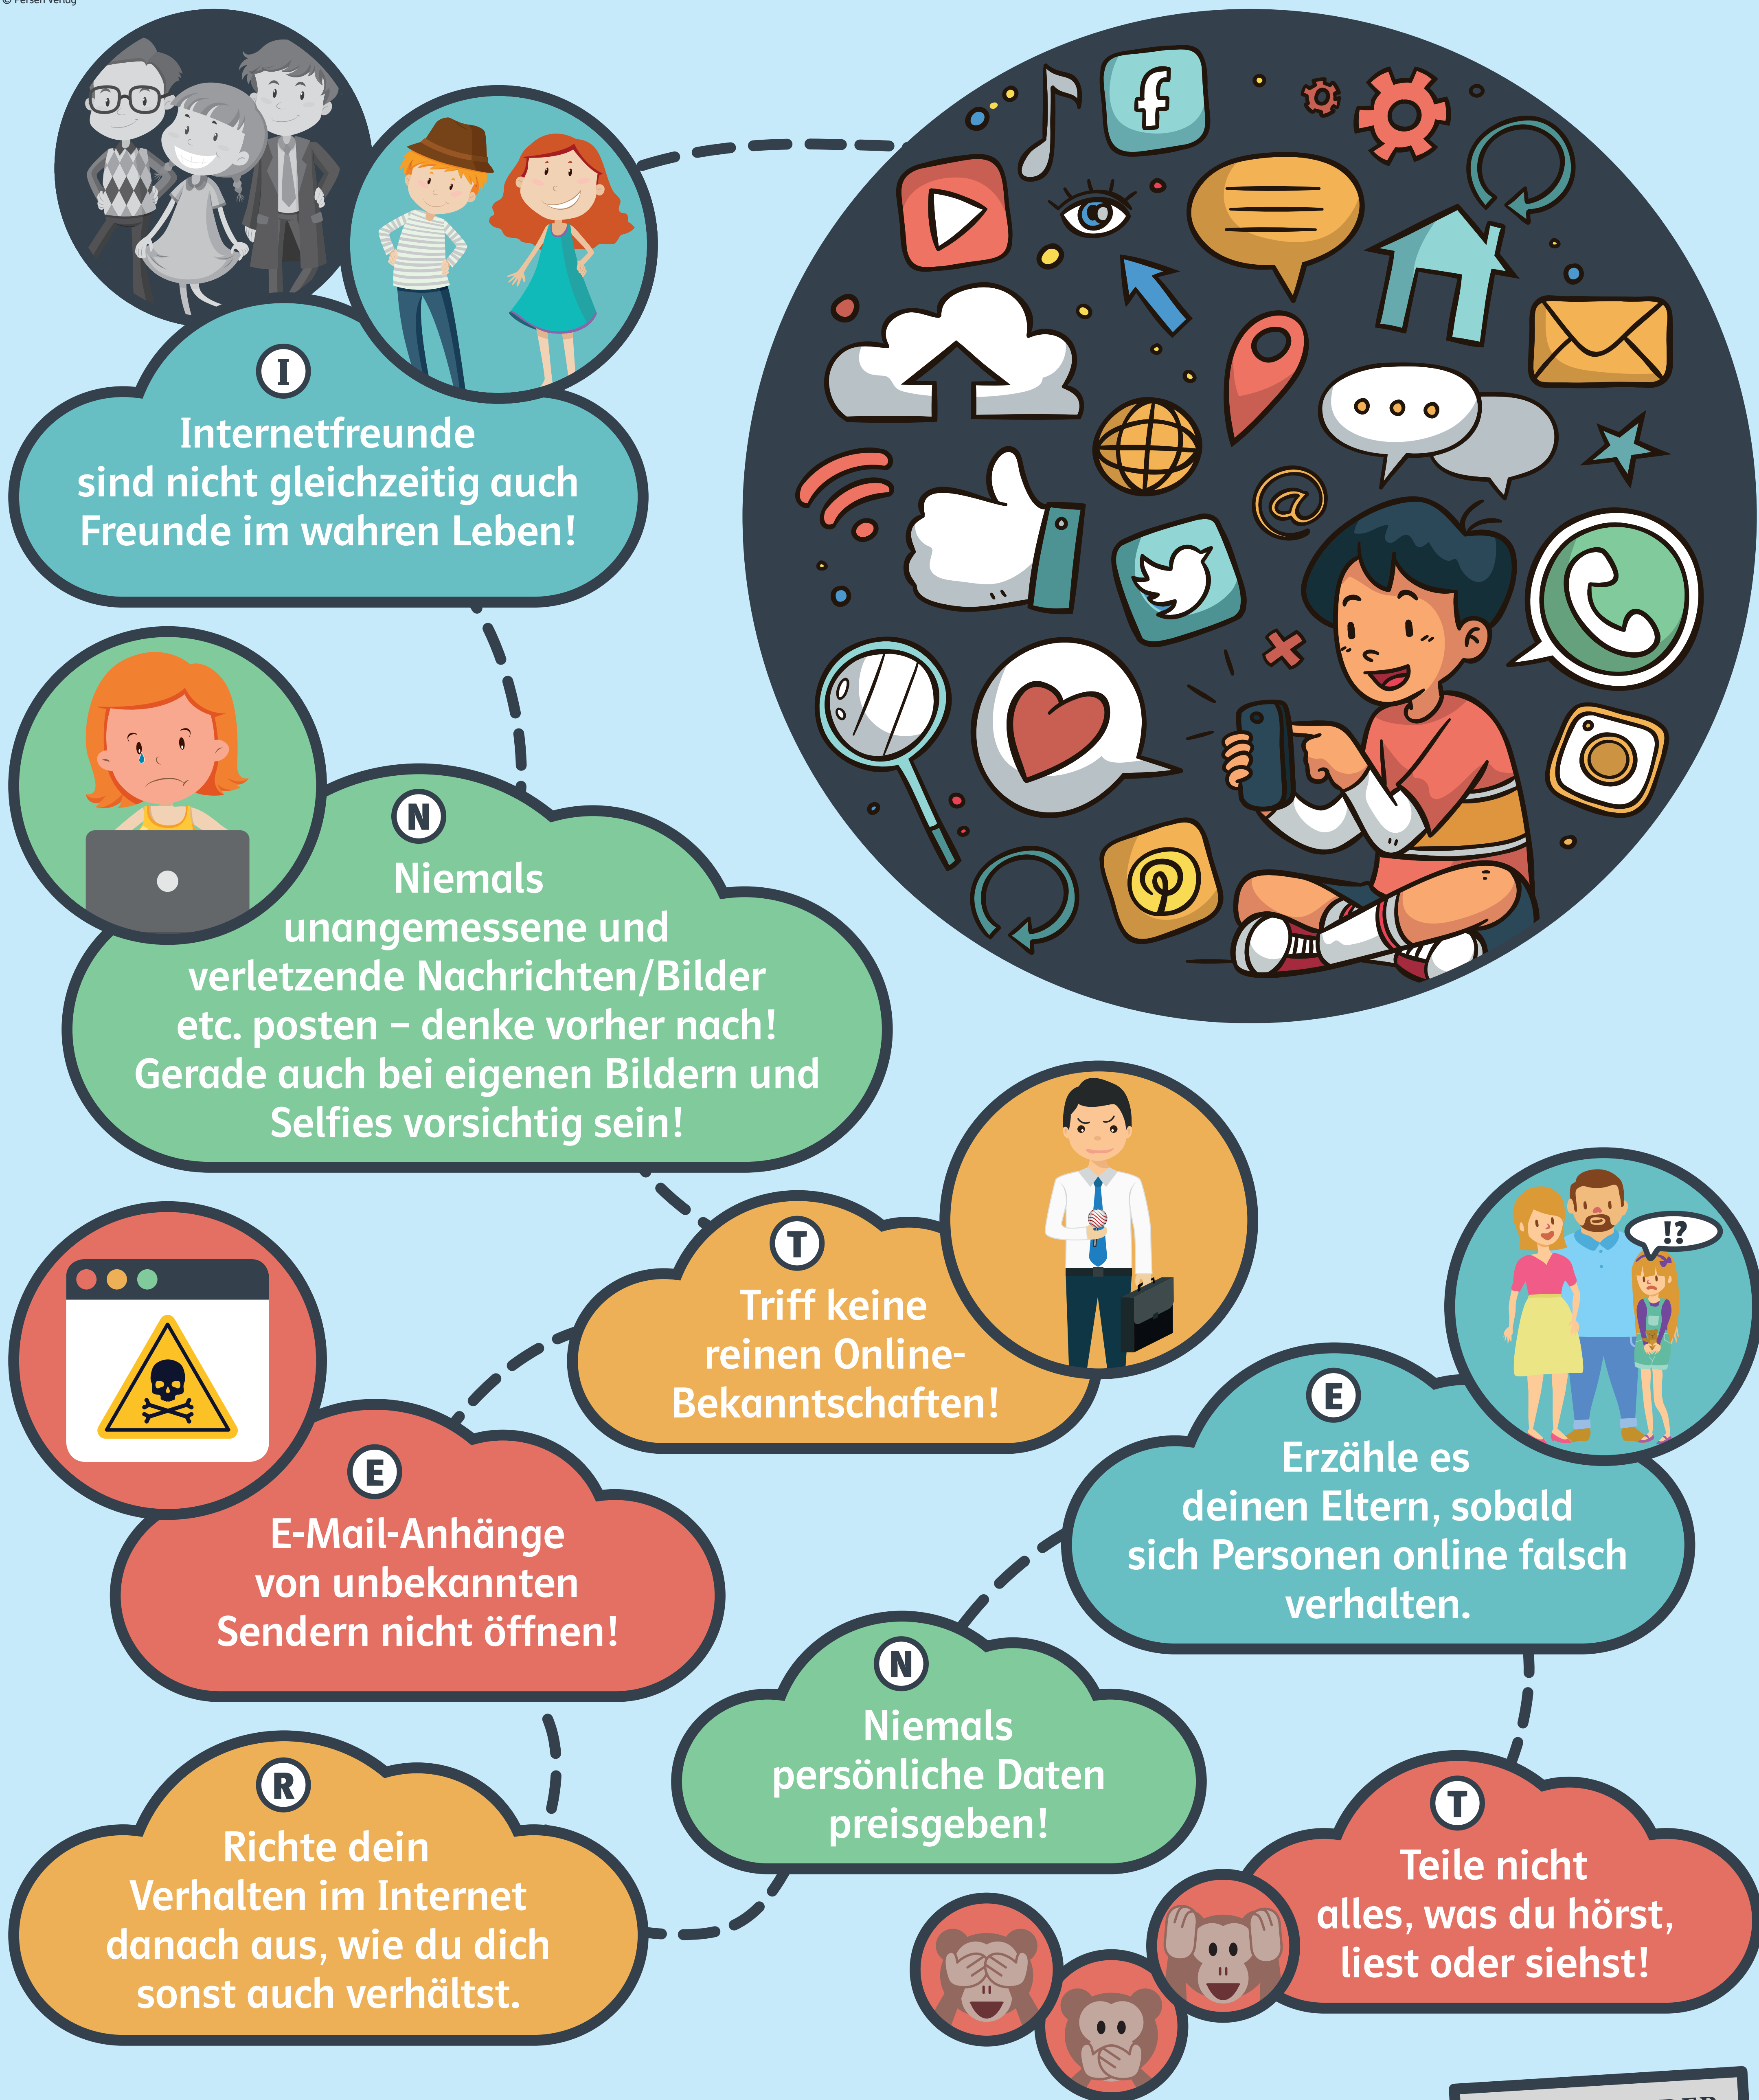 © Persen Verlag
I
Internetfreunde
sind nicht gleichzeitig auch
Freunde im wahren Leben!
f
@
N
Niemals
unangemessene und
verletzende Nachrichten/Bilder
etc. posten – denke vorher nach!
Gerade auch bei eigenen Bildern und
Selfies vorsichtig sein!
T
Triff keine
reinen Online-
Bekanntschaften!
E
E-Mail-Anhänge
von unbekannten
Sendern nicht öffnen!
R
Richte dein
Verhalten im Internet
danach aus, wie du dich
sonst auch verhältst.
N
Niemals
persönliche Daten
preisgeben!
!?
E
Erzähle es
deinen Eltern, sobald
sich Personen online falsch
verhalten.
T
Teile nicht
alles, was du hörst,
liest oder siehst!